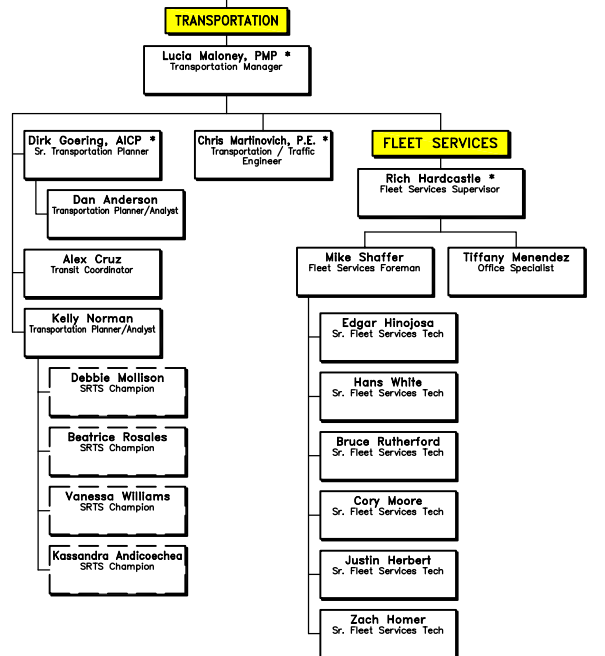 TRANSPORTATION
Lucia Maloney, PMP *
Transportation Manager
Dirk Goering, AICP *
Sr. Transportation Planner
Dan Anderson
Transportation Planner/Analyst
Alex Cruz
Transit Coordinator
Kelly Norman
Transportation Planner/Analyst
Debbie Mollison
SRTS Champion
Beatrice Rosales
SRTS Champion
Vanessa Williams
SRTS Champion
Kassandra Andicoechea
SRTS Champion
Chris Martinovich, P.E. *
Transportation / Traffic
Engineer
FLEET SERVICES
Rich Hardcastle *
Fleet Services Supervisor
Mike Shaffer
Fleet Services Foreman
Edgar Hinojosa
Sr. Fleet Services Tech
Hans White
Sr. Fleet Services Tech
Bruce Rutherford
Sr. Fleet Services Tech
Cory Moore
Sr. Fleet Services Tech
Justin Herbert
Sr. Fleet Services Tech
Zach Homer
Sr. Fleet Services Tech
Tiffany Menendez
Office Specialist